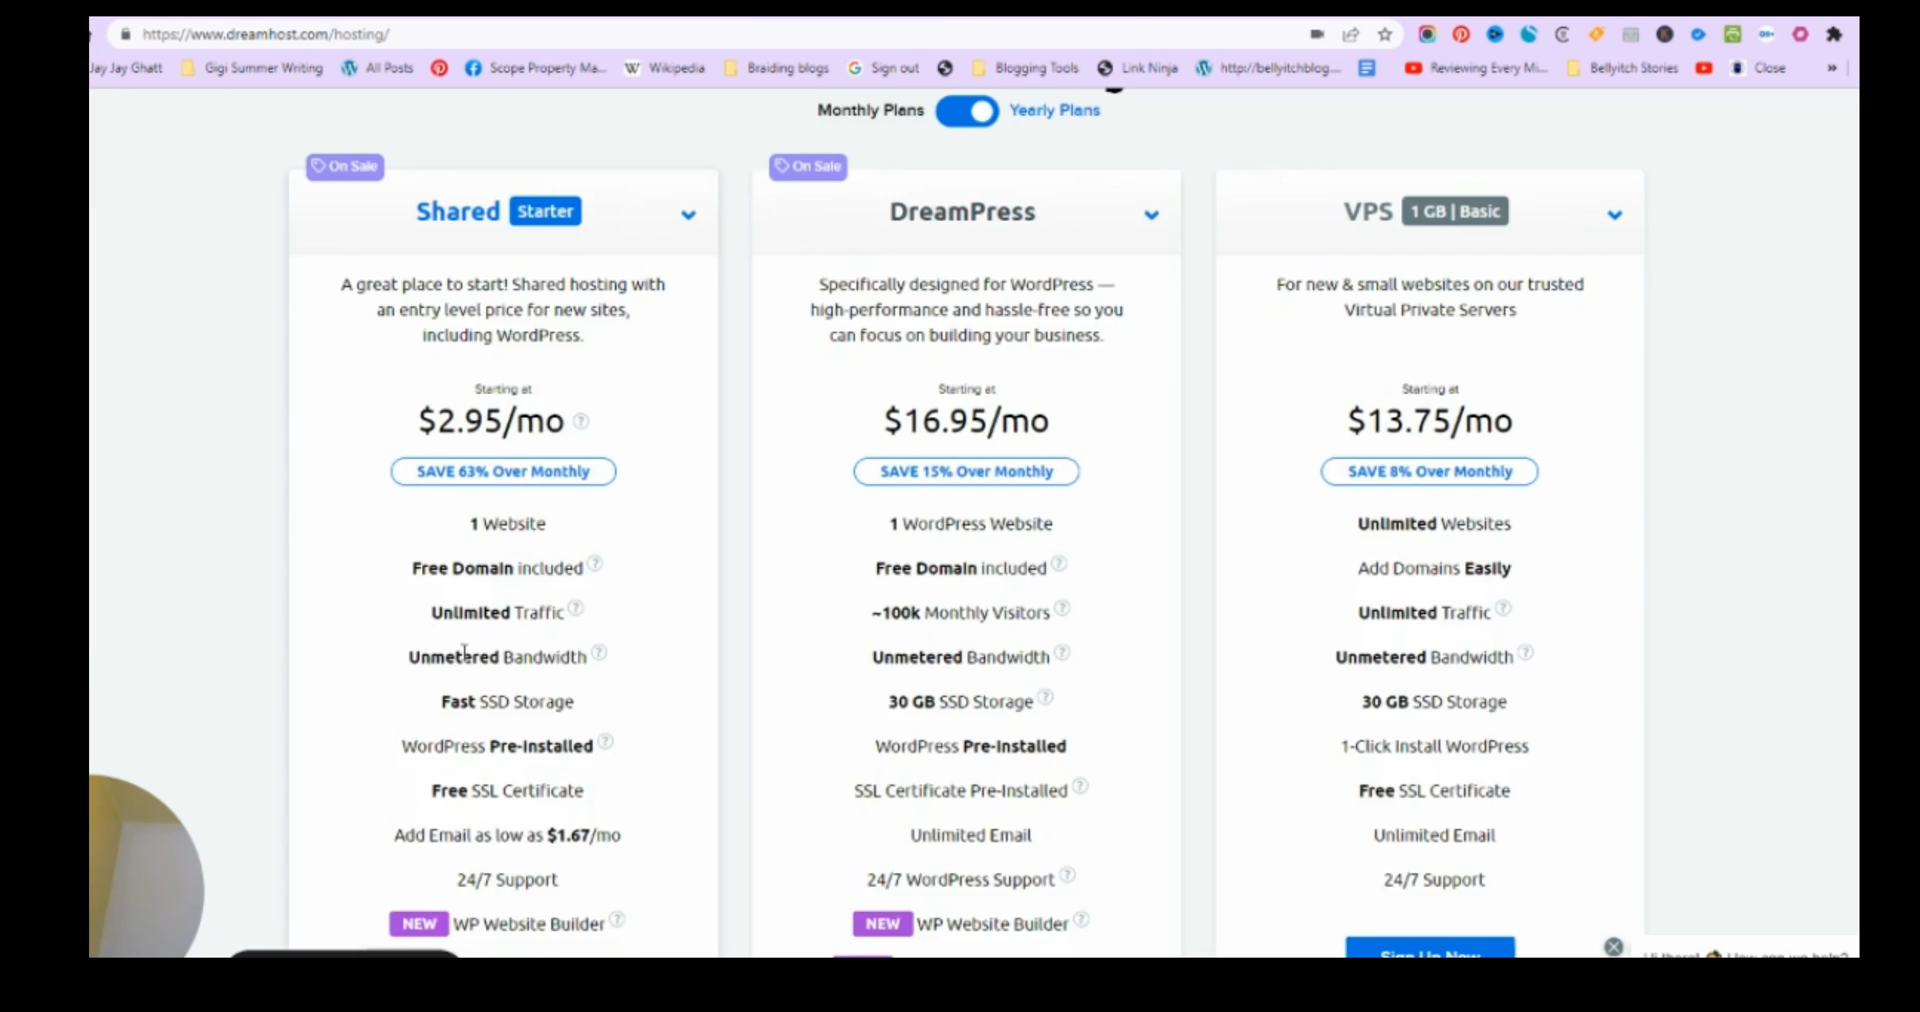 https://www.dreamhost.com/hosting/
Jay Jay Ghatt
Gigi Summer Writing
All Posts
Scope Property Ma...
Wikipedia
Braiding blogs
Sign out
Blogging Tools
Link Ninja
http://bellyitchblog....
Reviewing Every Mi...
Bellyitch Stories
Close
»
Monthly Plans
Yearly Plans
On Sale
Shared Starter
A great place to start! Shared hosting with
an entry level price for new sites,
including WordPress.
Starting at
$2.95/mo
SAVE 63% Over Monthly
1 Website
Free Domain included
Unlimited Traffic
Unmetered Bandwidth
Fast SSD Storage
WordPress Pre-Installed
Free SSL Certificate
Add Email as low as $1.67/mo
24/7 Support
NEW WP Website Builder
On Sale
DreamPress
Specifically designed for WordPress —
high-performance and hassle-free so you
can focus on building your business.
Starting at
$16.95/mo
SAVE 15% Over Monthly
1 WordPress Website
Free Domain included
~100k Monthly Visitors
Unmetered Bandwidth
30 GB SSD Storage
WordPress Pre-Installed
SSL Certificate Pre-Installed
Unlimited Email
24/7 WordPress Support
NEW WP Website Builder
VPS 1 GB | Basic
For new & small websites on our trusted
Virtual Private Servers
Starting at
$13.75/mo
SAVE 8% Over Monthly
Unlimited Websites
Add Domains Easily
Unlimited Traffic
Unmetered Bandwidth
30 GB SSD Storage
1-Click Install WordPress
Free SSL Certificate
Unlimited Email
24/7 Support
Sign Up Now
Hi there! How can we help?